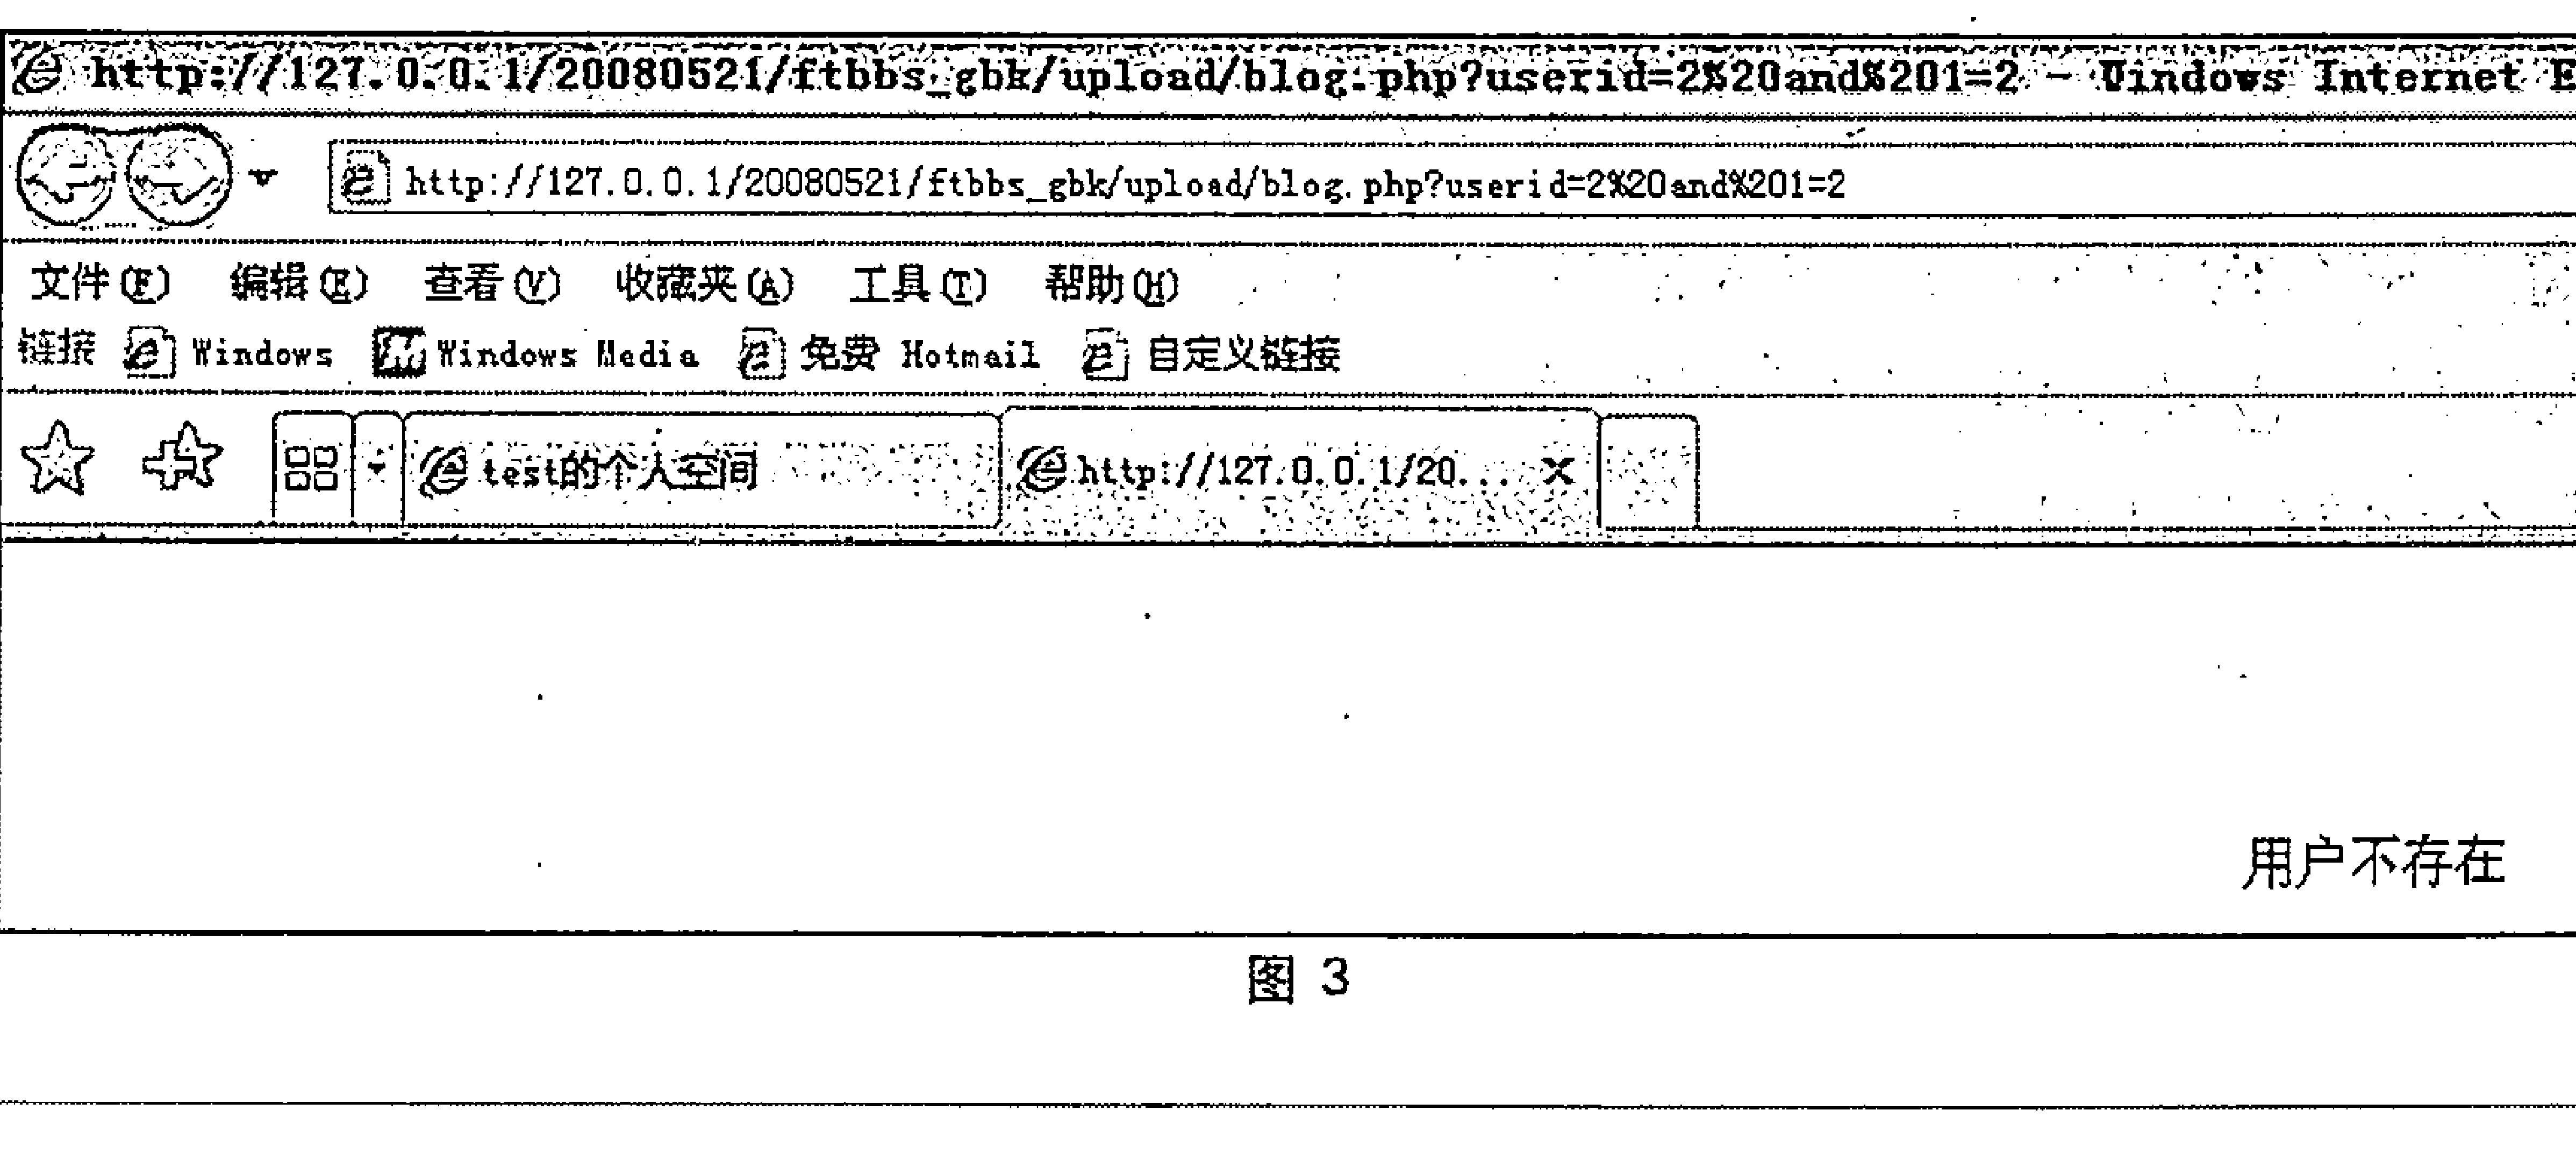 http://127.0.0.1/20080521/ftbbs_gbk/upload/blog.php?userid=2%20and%201=2 - Windows Internet E
http://127.0.0.1/20080521/ftbbs_gbk/upload/blog.php?userid=2%20and%201=2
文件(F) 编辑(E) 查看(V) 收藏夹(A) 工具(T) 帮助(H)
链接 Windows Windows Media 免费 Hotmail 自定义链接
test的个人空间 http://127.0.0.1/20...
用户不存在
图 3